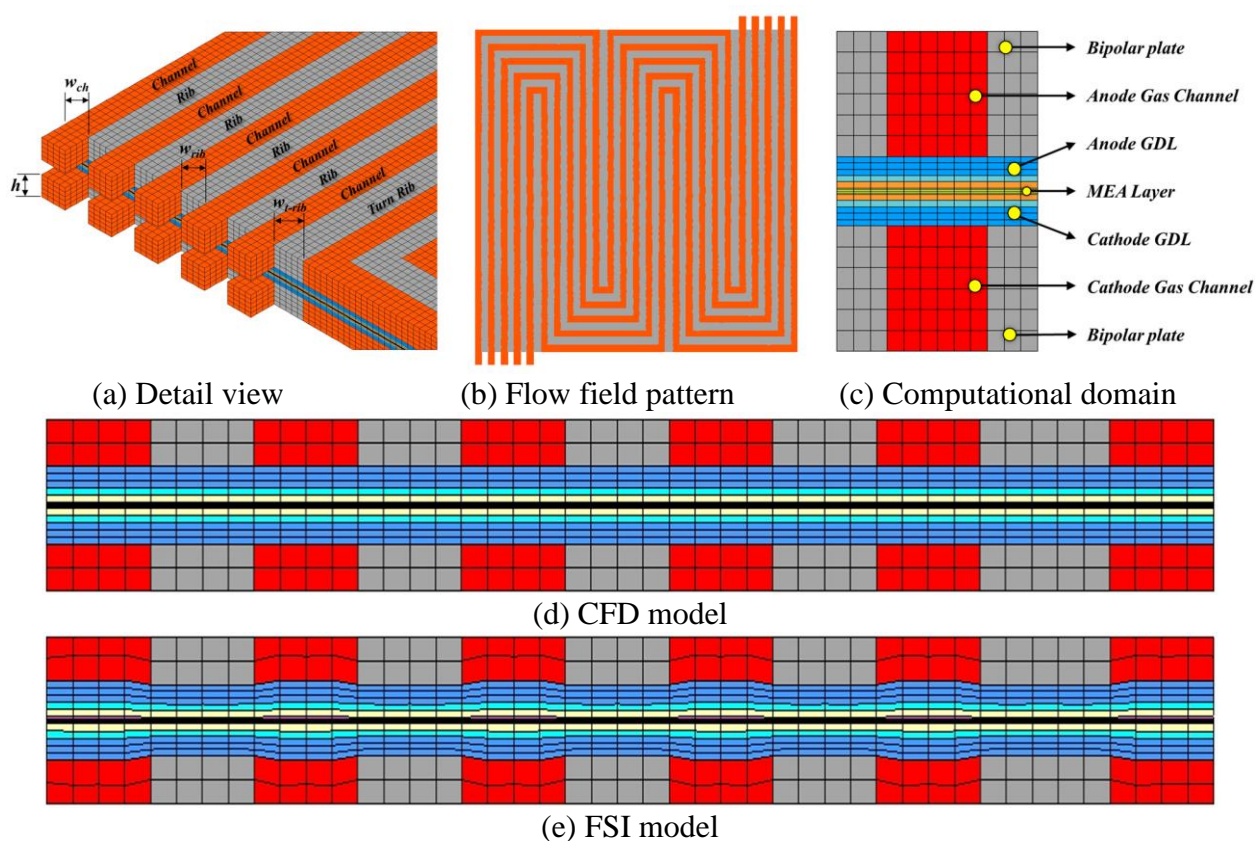 w_ch
Channel
Rib
Channel
Rib
w_rib
Channel
Rib
h
Channel
Rib
w_t-rib
Channel
Turn Rib
Bipolar plate
Anode Gas Channel
Anode GDL
MEA Layer
Cathode GDL
Cathode Gas Channel
Bipolar plate
(a) Detail view
(b) Flow field pattern
(c) Computational domain
(d) CFD model
(e) FSI model